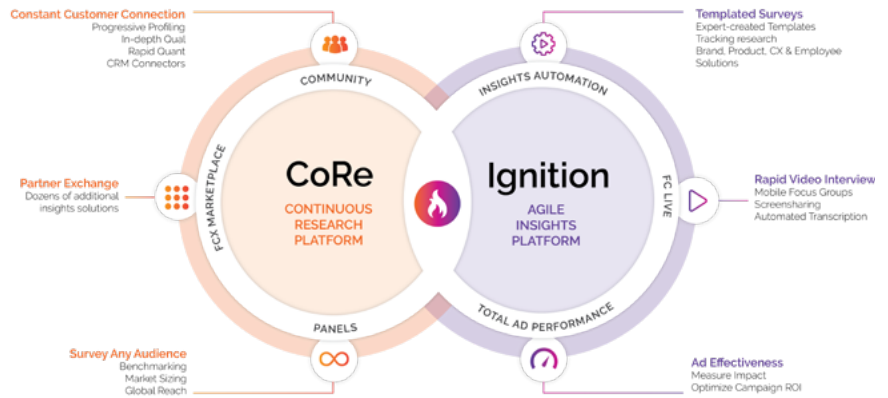 Constant Customer Connection
Progressive Profiling
In-depth Qual
Rapid Quant
CRM Connectors
Partner Exchange
Dozens of additional
insights solutions
Survey Any Audience
Benchmarking
Market Sizing
Global Reach
COMMUNITY
FCX MARKETPLACE
PANELS
CoRe
CONTINUOUS
RESEARCH
PLATFORM
Ignition
AGILE
INSIGHTS
PLATFORM
INSIGHTS AUTOMATION
FC LIVE
TOTAL AD PERFORMANCE
Templated Surveys
Expert-created Templates
Tracking research
Brand, Product, CX & Employee
Solutions
Rapid Video Interview
Mobile Focus Groups
Screensharing
Automated Transcription
Ad Effectiveness
Measure Impact
Optimize Campaign ROI